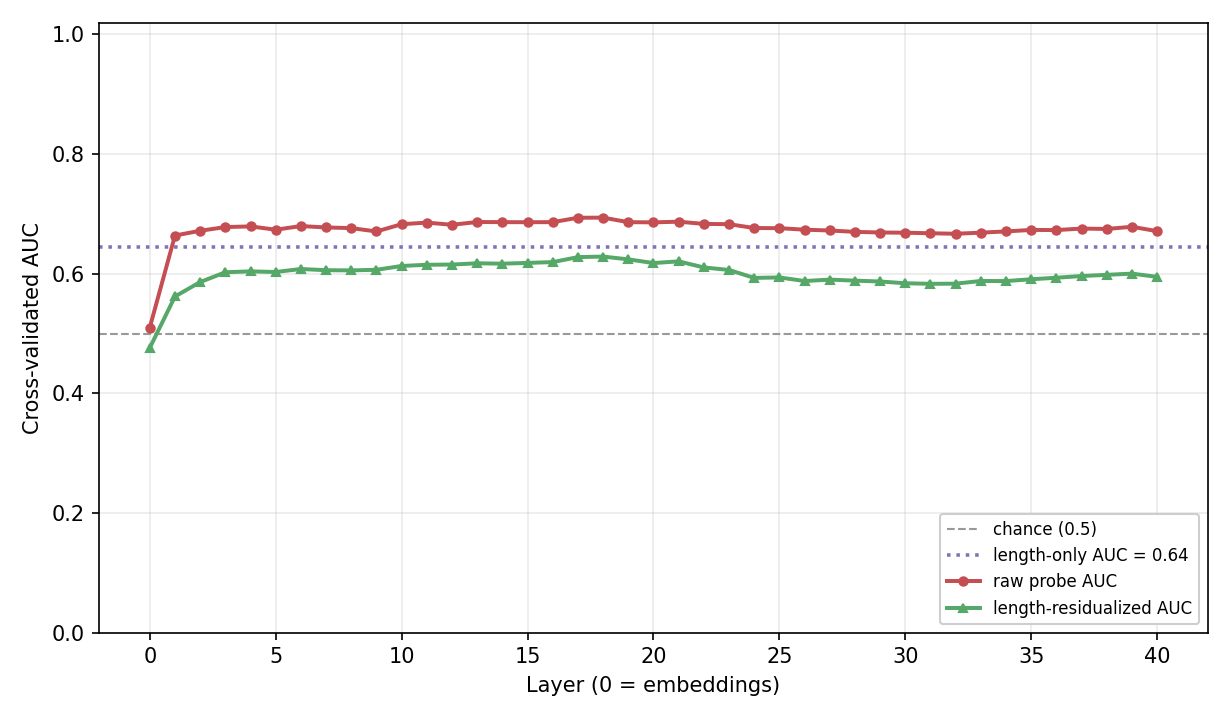 1.0
0.8
0.6
0.4
0.2
0.0
Cross-validated AUC
chance (0.5)
length-only AUC = 0.64
raw probe AUC
length-residualized AUC
0 5 10 15 20 25 30 35 40
Layer (0 = embeddings)